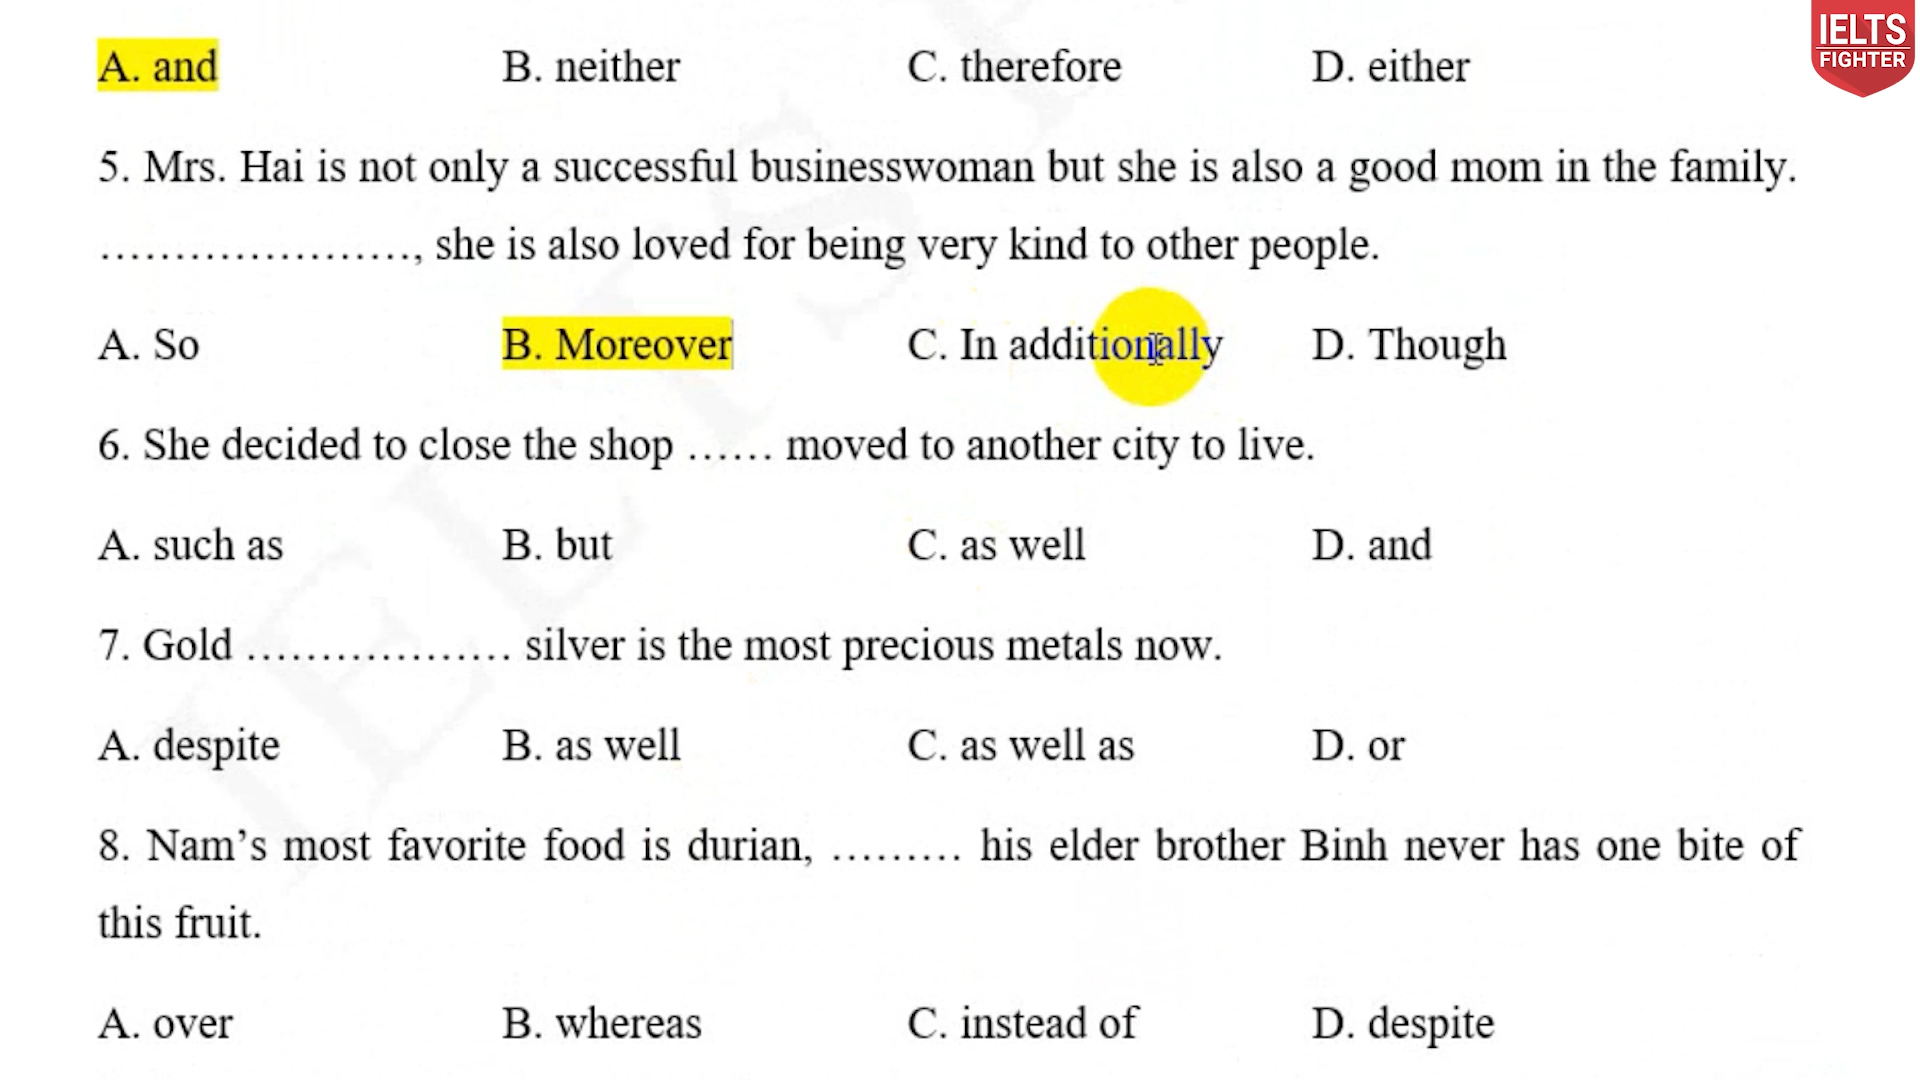 IELTS
FIGHTER
A. and B. neither C. therefore D. either
5. Mrs. Hai is not only a successful businesswoman but she is also a good mom in the family.
....................., she is also loved for being very kind to other people.
A. So B. Moreover C. In additionally D. Though
6. She decided to close the shop ...... moved to another city to live.
A. such as B. but C. as well D. and
7. Gold .................. silver is the most precious metals now.
A. despite B. as well C. as well as D. or
8. Nam’s most favorite food is durian, ......... his elder brother Binh never has one bite of
this fruit.
A. over B. whereas C. instead of D. despite